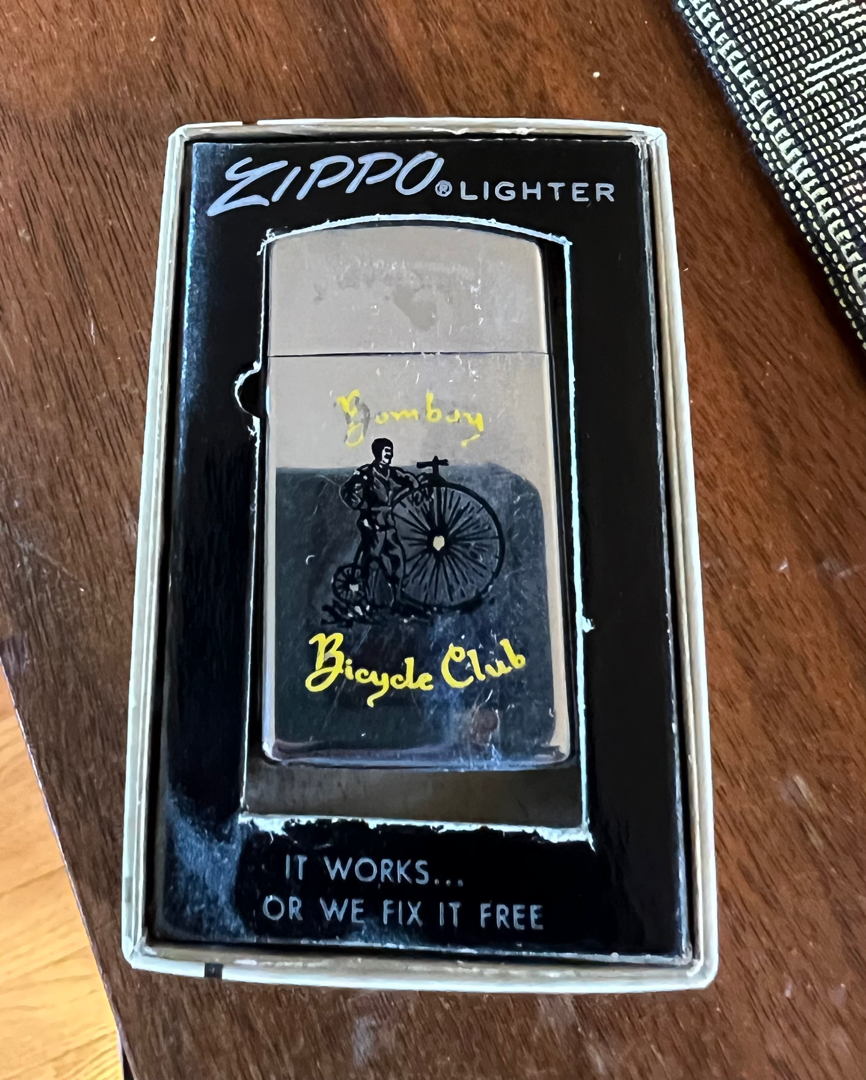 ZIPPO® LIGHTER
Bombay
Bicycle Club
IT WORKS...
OR WE FIX IT FREE